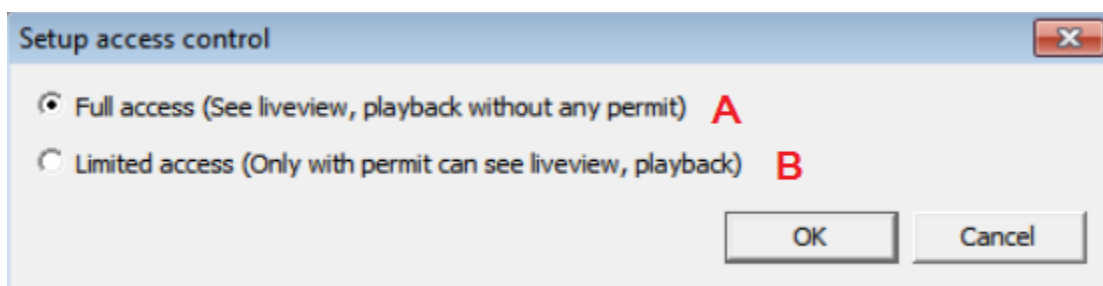 Setup access control
Full access (See liveview, playback without any permit) A
Limited access (Only with permit can see liveview, playback) B
OK Cancel